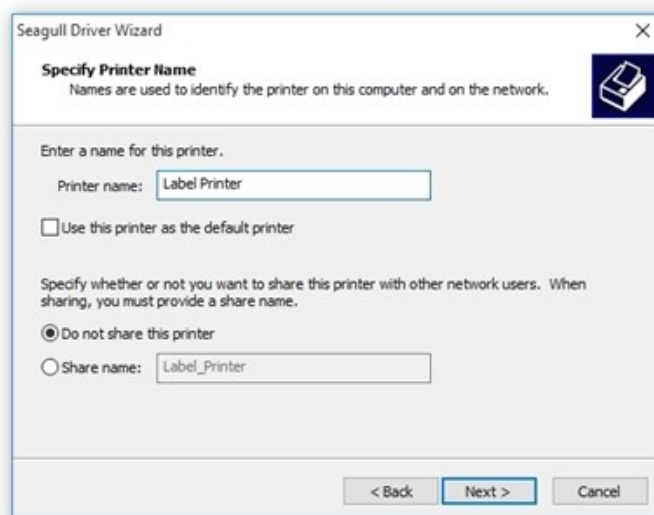 Seagull Driver Wizard
Specify Printer Name
Names are used to identify the printer on this computer and on the network.
Enter a name for this printer.
Printer name: Label Printer
Use this printer as the default printer
Specify whether or not you want to share this printer with other network users. When
sharing, you must provide a share name.
Do not share this printer
Share name: Label_Printer
< Back Next > Cancel